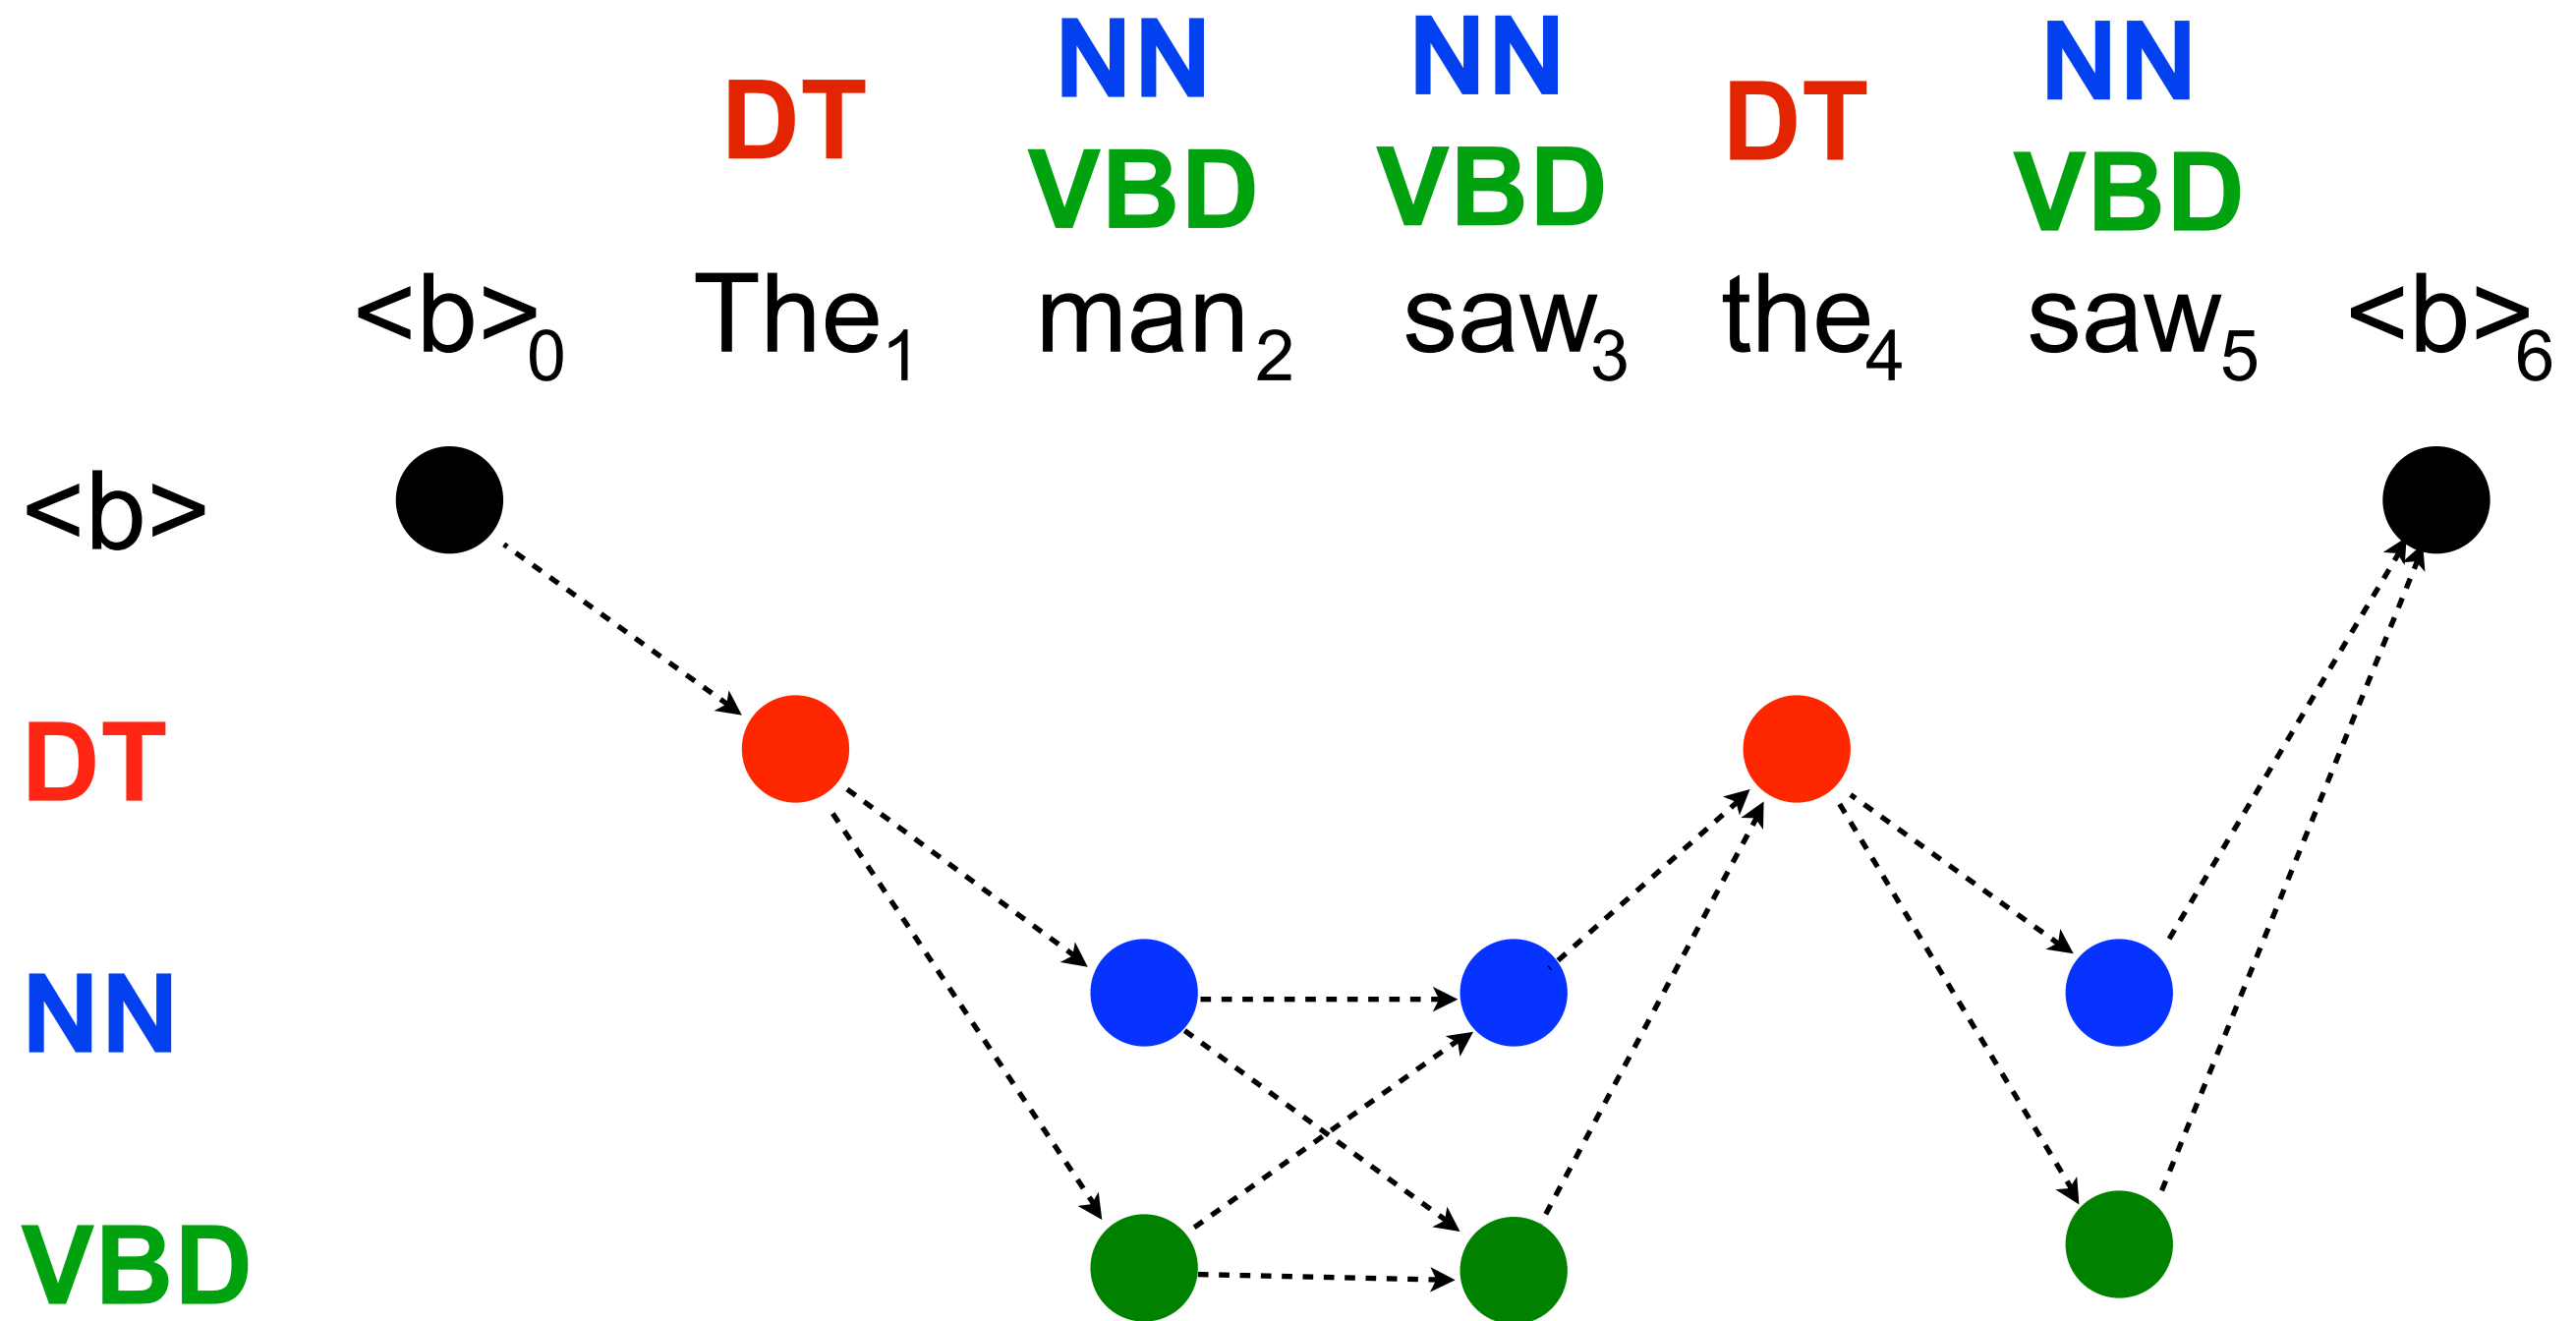 NN NN NN
DT DT
VBD VBD VBD
<b>0 The1 man2 saw3 the4 saw5 <b>6
<b>
DT
NN
VBD